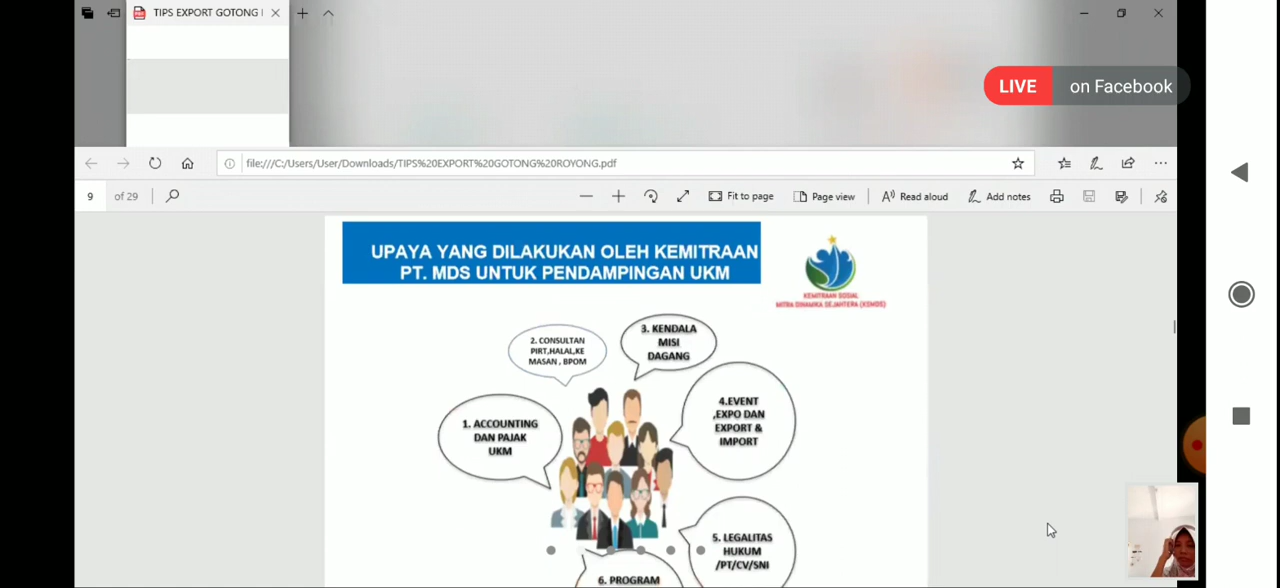 TIPS EXPORT GOTONG
LIVE on Facebook
file:///C:/Users/User/Downloads/TIPS%20EXPORT%20GOTONG%20ROYONG.pdf
9 of 29
Fit to page
Page view
Read aloud
Add notes
UPAYA YANG DILAKUKAN OLEH KEMITRAAN
PT. MDS UNTUK PENDAMPINGAN UKM
KEMITRAAN SOSIAL
MITRA DINAMIKA SEJAHTERA (KSMDS)
2. CONSULTAN
PIRT,HALAL,KE
MASAN , BPOM
3. KENDALA
MISI
DAGANG
1. ACCOUNTING
DAN PAJAK
UKM
4.EVENT
,EXPO DAN
EXPORT &
IMPORT
5. LEGALITAS
HUKUM
/PT/CV/SNI
6. PROGRAM